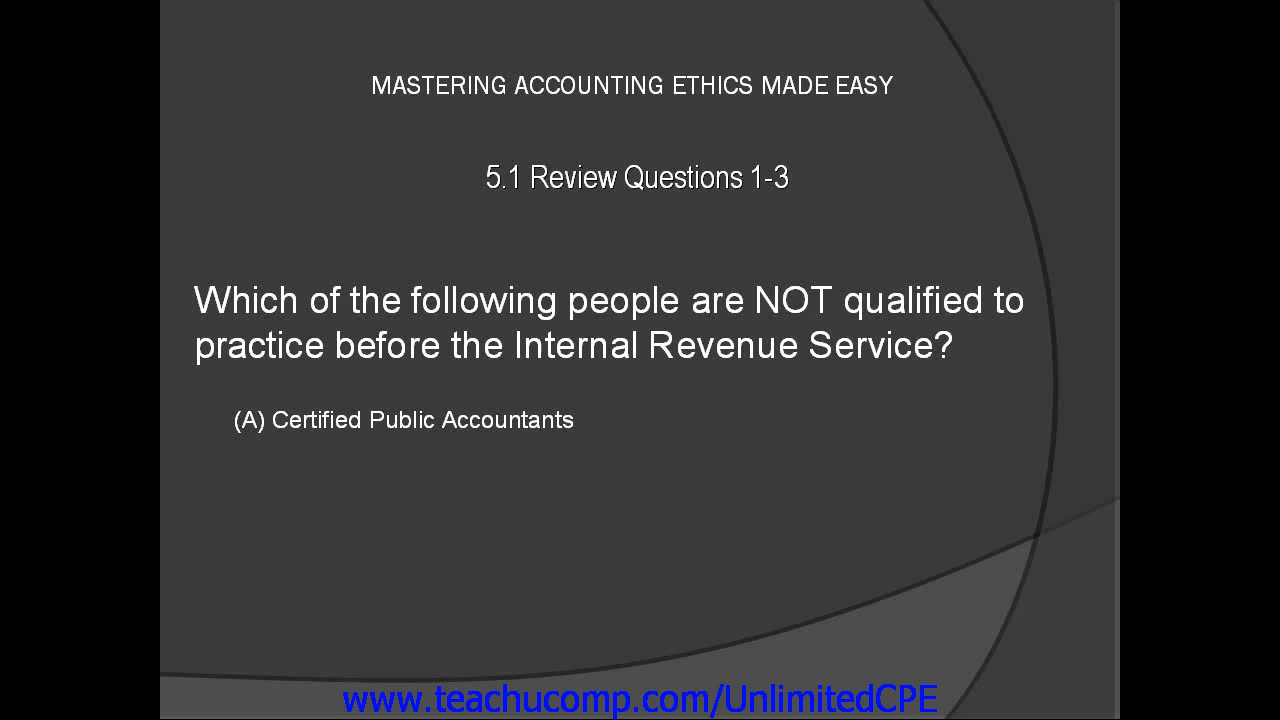 MASTERING ACCOUNTING ETHICS MADE EASY
5.1 Review Questions 1-3
Which of the following people are NOT qualified to
practice before the Internal Revenue Service?
(A) Certified Public Accountants
www.teachucomp.com/UnlimitedCPE